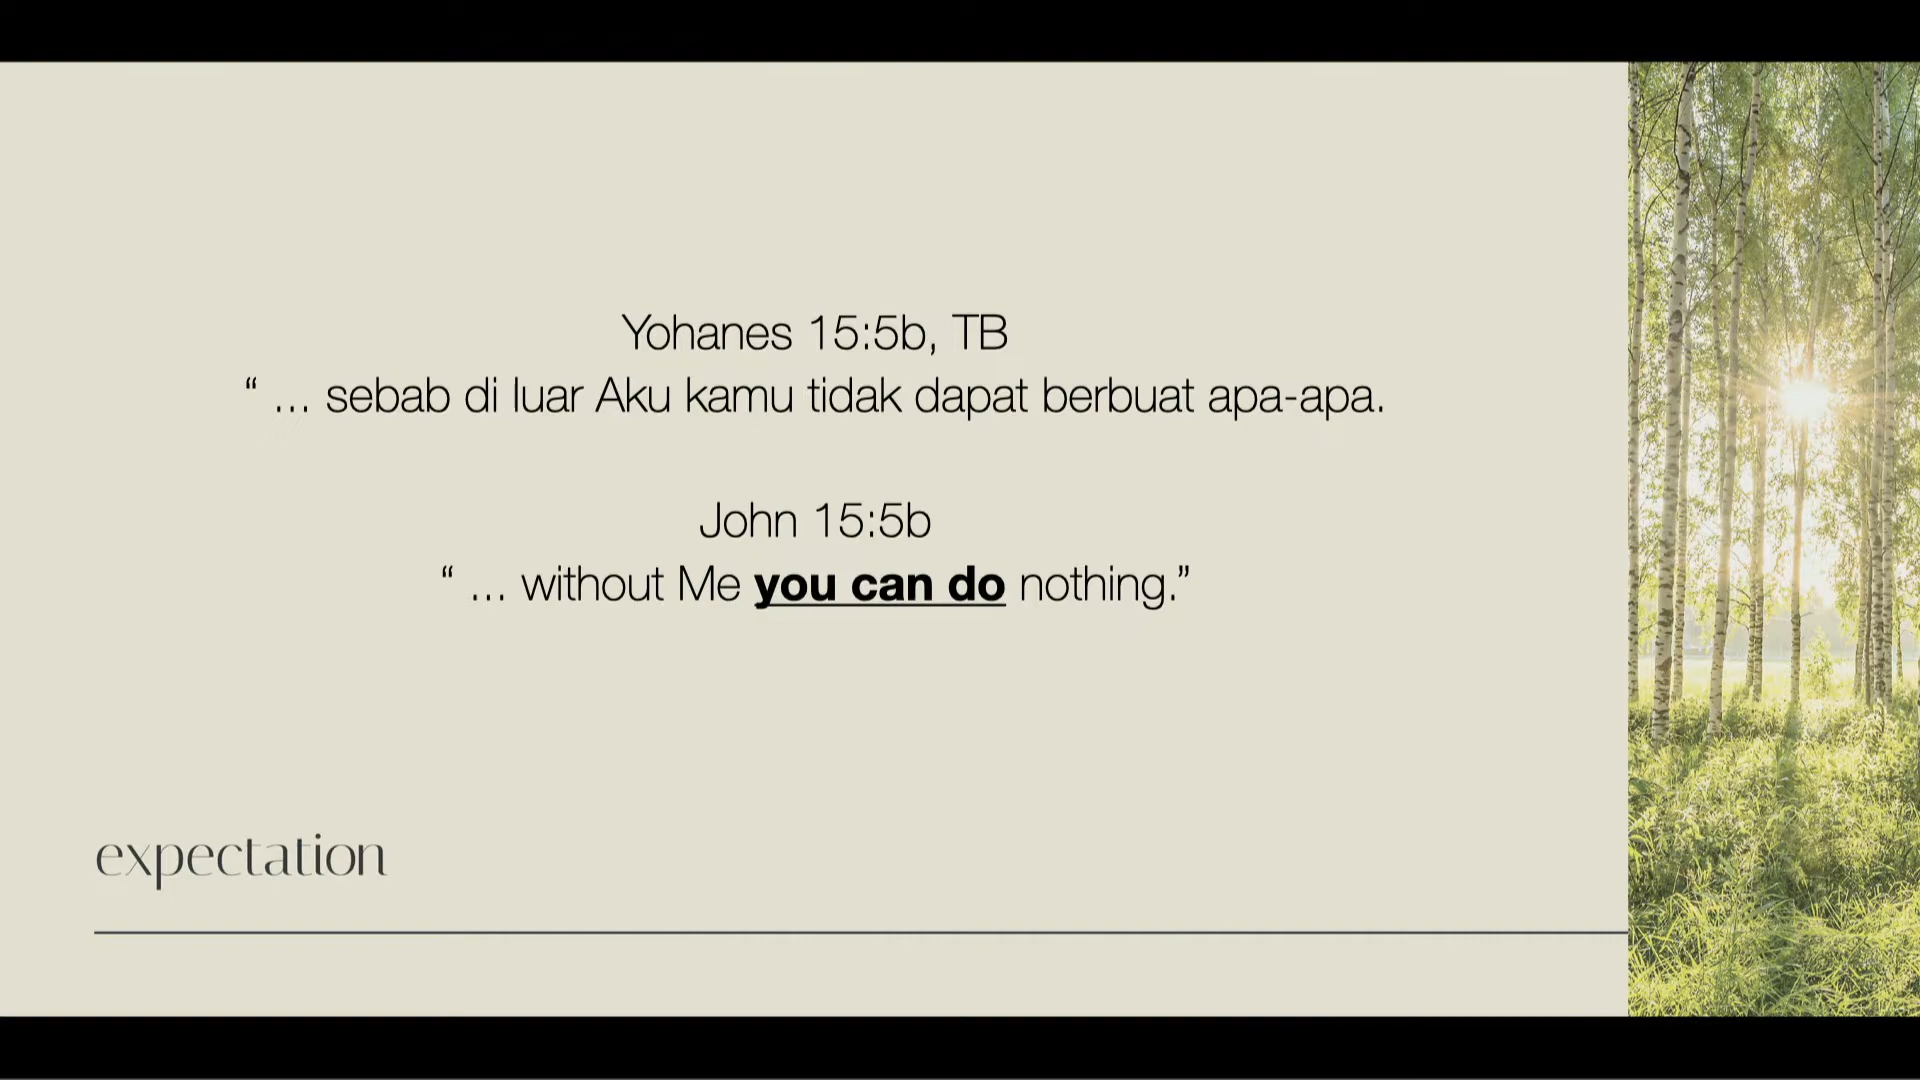 Yohanes 15:5b, TB
“ ... sebab di luar Aku kamu tidak dapat berbuat apa-apa.
John 15:5b
“ ... without Me you can do nothing.”
expectation